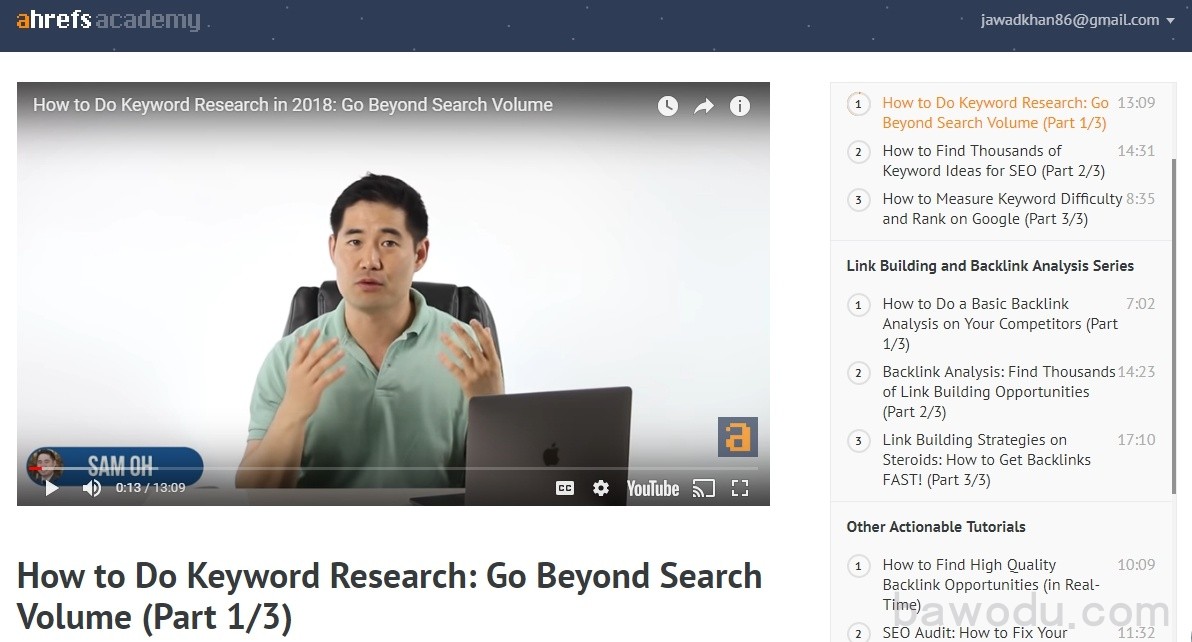 ahrefs academy
jawadkhan86@gmail.com
How to Do Keyword Research in 2018: Go Beyond Search Volume
SAM OH
0:13 / 13:09
CC
YouTube
a
How to Do Keyword Research: Go Beyond Search
Volume (Part 1/3)
1 How to Do Keyword Research: Go 13:09
Beyond Search Volume (Part 1/3)
2 How to Find Thousands of 14:31
Keyword Ideas for SEO (Part 2/3)
3 How to Measure Keyword Difficulty 8:35
and Rank on Google (Part 3/3)
Link Building and Backlink Analysis Series
1 How to Do a Basic Backlink 7:02
Analysis on Your Competitors (Part
1/3)
2 Backlink Analysis: Find Thousands 14:23
of Link Building Opportunities
(Part 2/3)
3 Link Building Strategies on 17:10
Steroids: How to Get Backlinks
FAST! (Part 3/3)
Other Actionable Tutorials
1 How to Find High Quality 10:09
Backlink Opportunities (in Real-
Time)
2 SEO Audit: How to Fix Your 11:32
bawodu.com